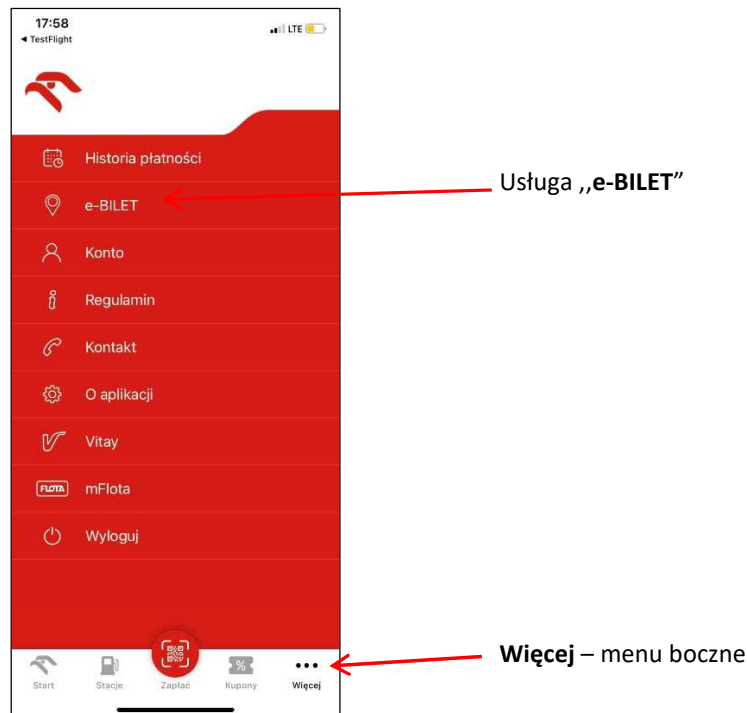 17:58
LTE
◄ TestFlight
Historia płatności
Usługa ,,e-BILET”
e-BILET
Konto
Regulamin
Kontakt
O aplikacji
Vitay
FLOTA mFlota
Wyloguj
Więcej – menu boczne
%
Start
Stacje
Zapłać
Kupony
Więcej